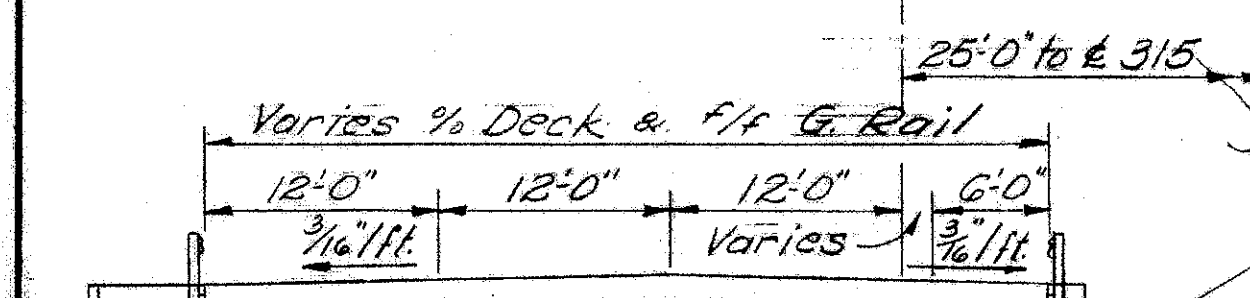 25'-0" to ℄ 315
Varies % Deck & f/f G. Rail
12'-0" 12'-0" 12'-0" 6'-0"
3/16"/ft. Varies 3/16"/ft.